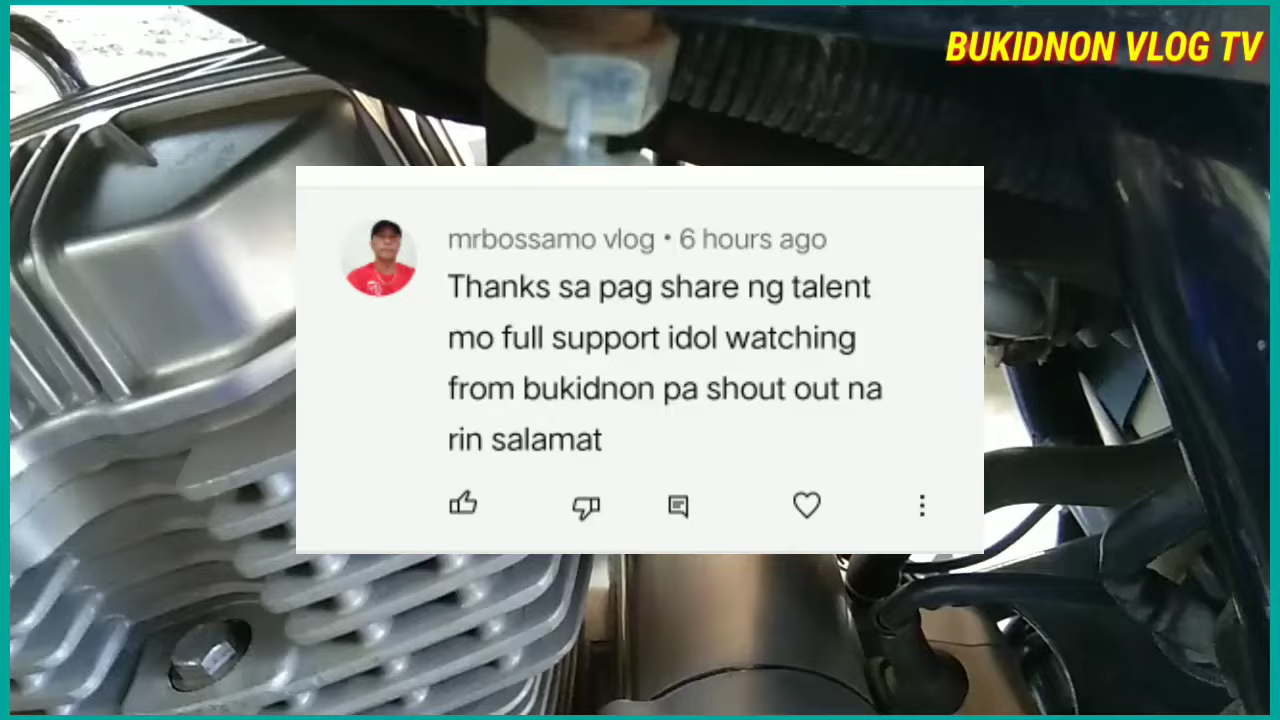 BUKIDNON VLOG TV
mrbossamo vlog • 6 hours ago
Thanks sa pag share ng talent
mo full support idol watching
from bukidnon pa shout out na
rin salamat